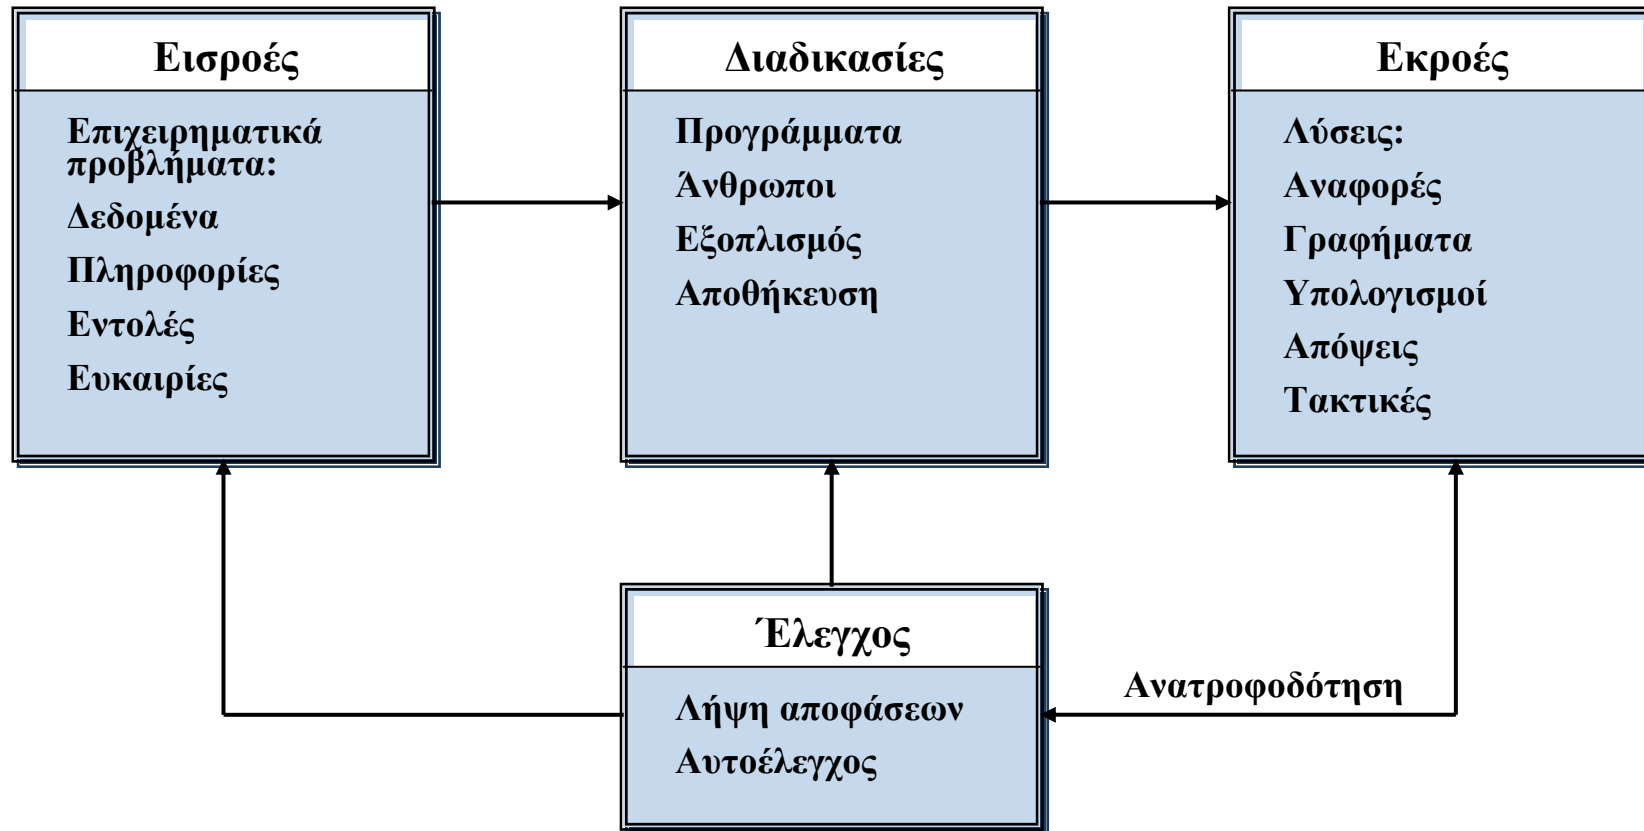 Εισροές
Επιχειρηματικά
προβλήματα:
Δεδομένα
Πληροφορίες
Εντολές
Ευκαιρίες
Διαδικασίες
Προγράμματα
Άνθρωποι
Εξοπλισμός
Αποθήκευση
Εκροές
Λύσεις:
Αναφορές
Γραφήματα
Υπολογισμοί
Απόψεις
Τακτικές
Έλεγχος
Λήψη αποφάσεων
Αυτοέλεγχος
Ανατροφοδότηση